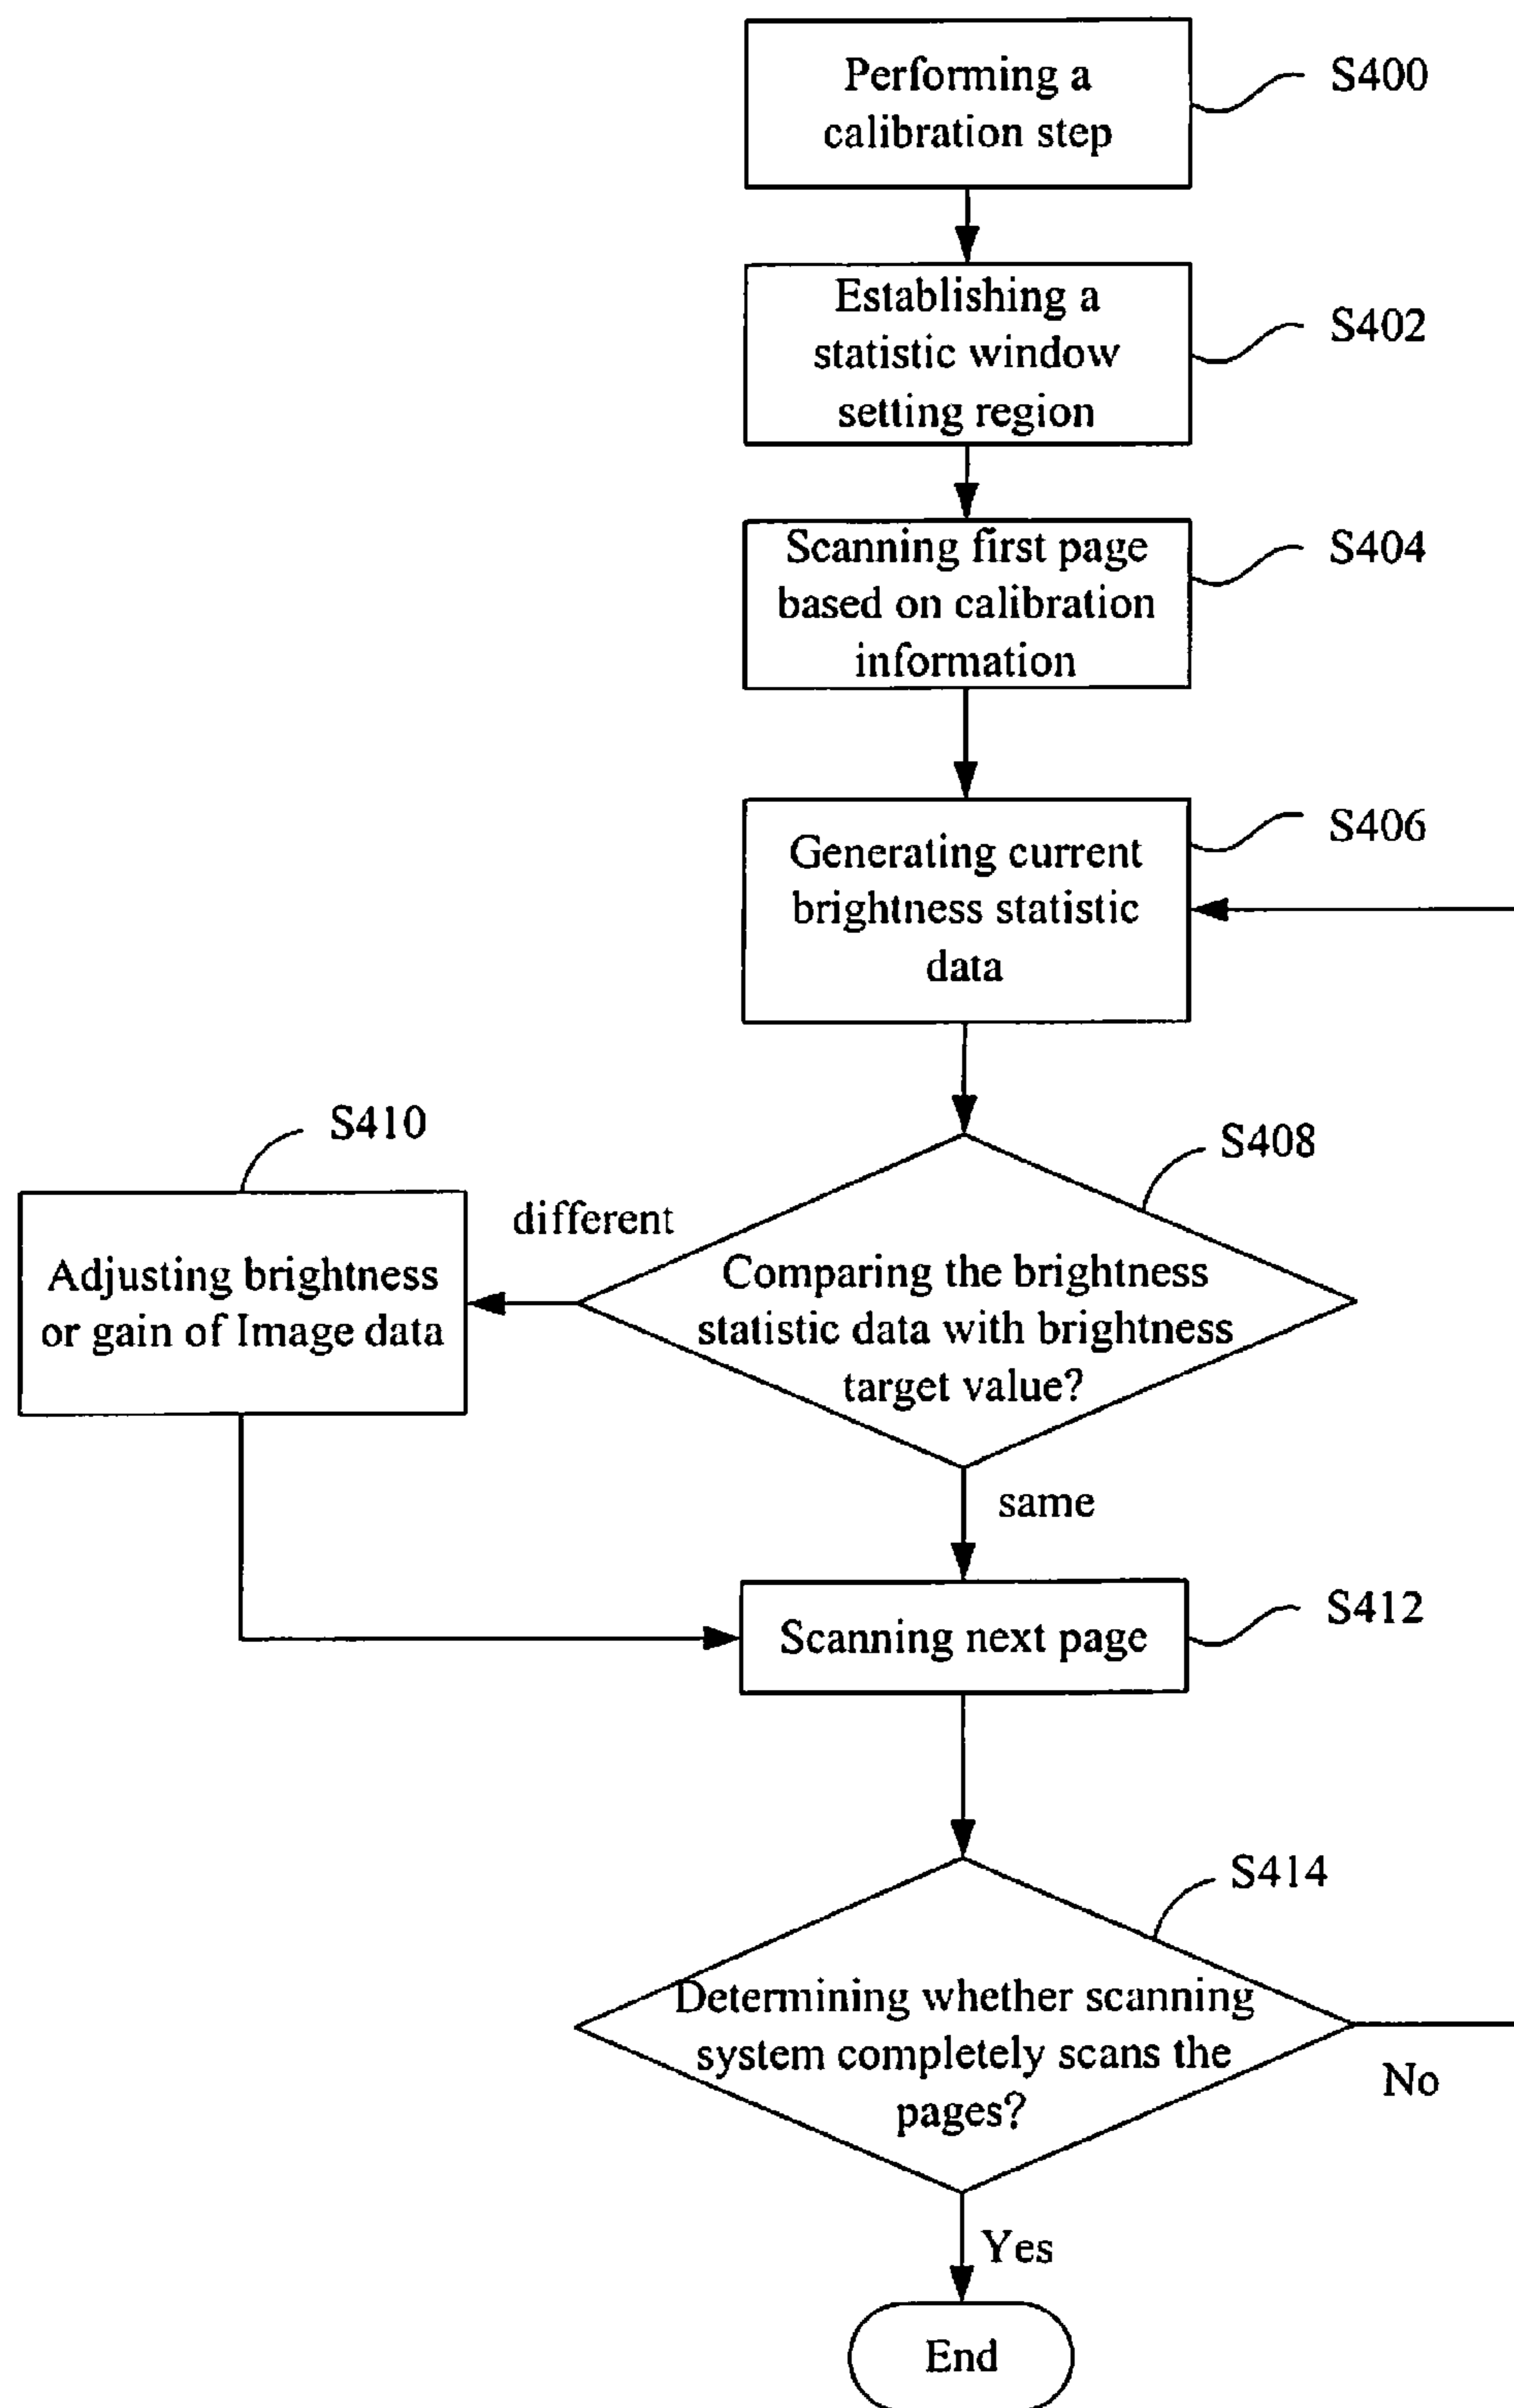 Performing a
calibration step
S400
Establishing a
statistic window
setting region
S402
Scanning first page
based on calibration
information
S404
Generating current
brightness statistic
data
S406
S410
S408
different
Adjusting brightness
or gain of Image data
Comparing the brightness
statistic data with brightness
target value?
same
Scanning next page
S412
S414
Determining whether scanning
system completely scans the
pages?
No
Yes
End